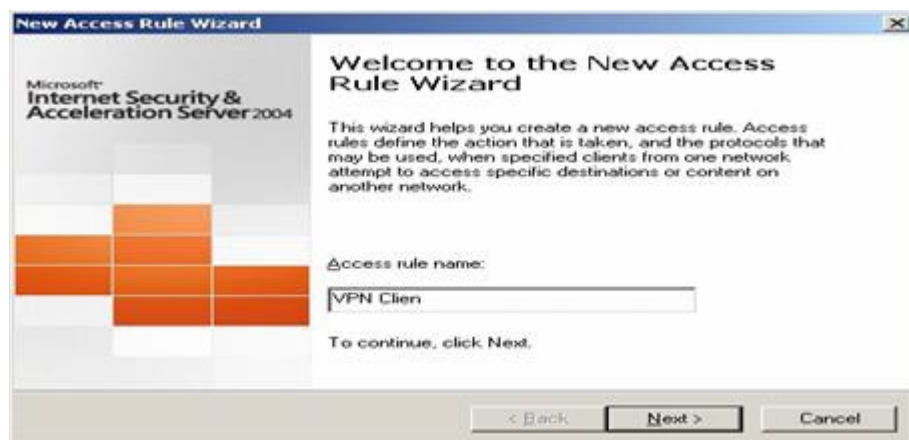 New Access Rule Wizard
Microsoft
Internet Security &
Acceleration Server 2004
Welcome to the New Access
Rule Wizard
This wizard helps you create a new access rule. Access
rules define the action that is taken, and the protocols that
may be used, when specified clients from one network
attempt to access specific destinations or content on
another network.
Access rule name:
VPN Clien
To continue, click Next.
< Back
Next >
Cancel